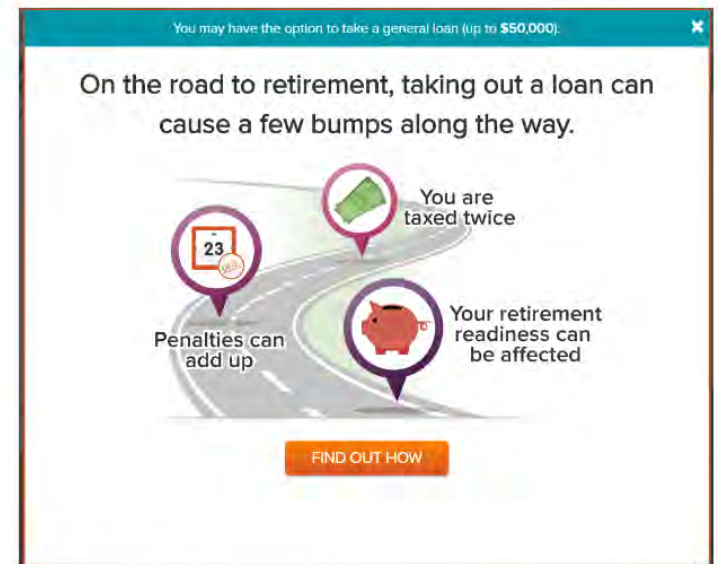 You may have the option to take a general loan (up to $50,000).
On the road to retirement, taking out a loan can
cause a few bumps along the way.
You are
taxed twice
23
Penalties can
add up
Your retirement
readiness can
be affected
FIND OUT HOW